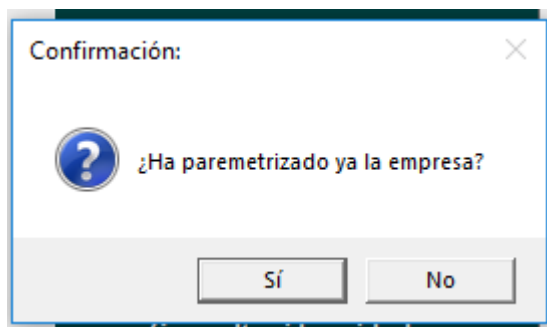 Confirmación:
¿Ha paremetrizado ya la empresa?
Sí
No